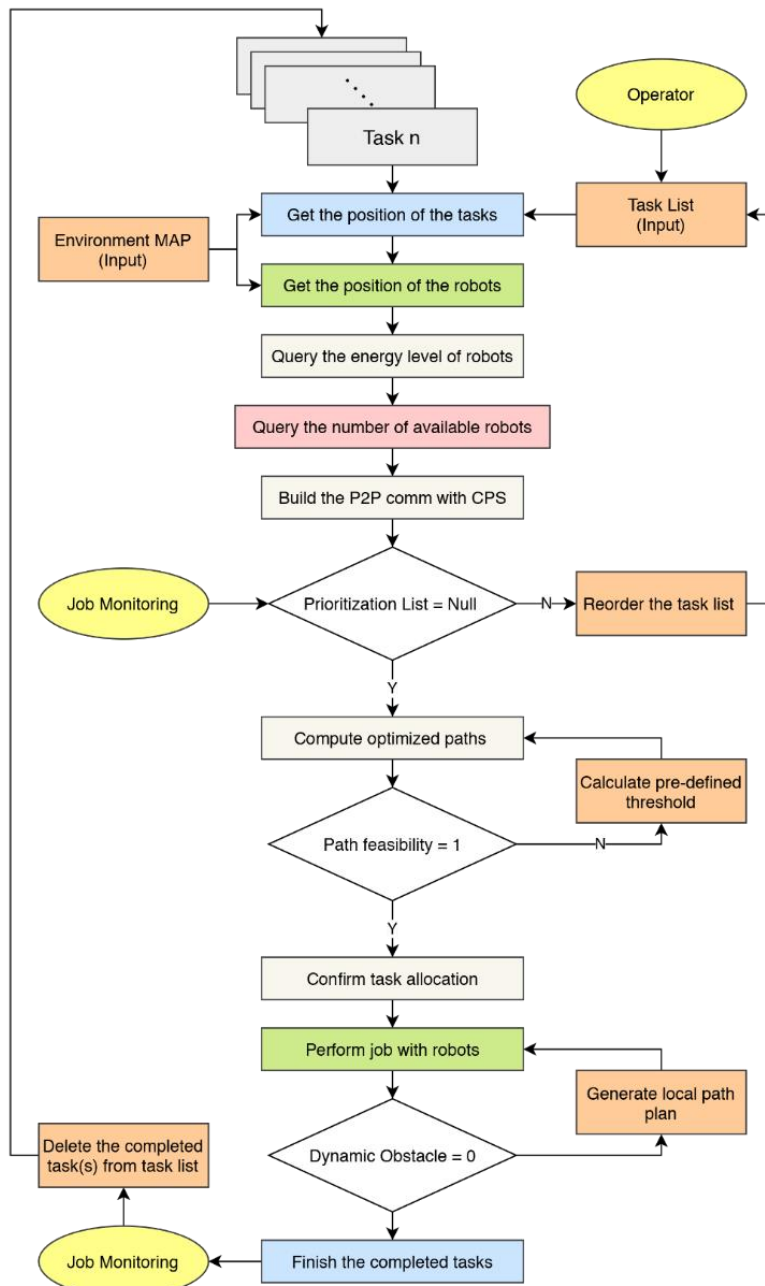 Operator
Task n
Task List
(Input)
Get the position of the tasks
Environment MAP
(Input)
Get the position of the robots
Query the energy level of robots
Query the number of available robots
Build the P2P comm with CPS
Job Monitoring
Prioritization List = Null
N
Reorder the task list
Y
Compute optimized paths
Calculate pre-defined
threshold
Path feasibility = 1
N
Y
Confirm task allocation
Perform job with robots
Generate local path
plan
Delete the completed
task(s) from task list
Dynamic Obstacle = 0
Job Monitoring
Finish the completed tasks